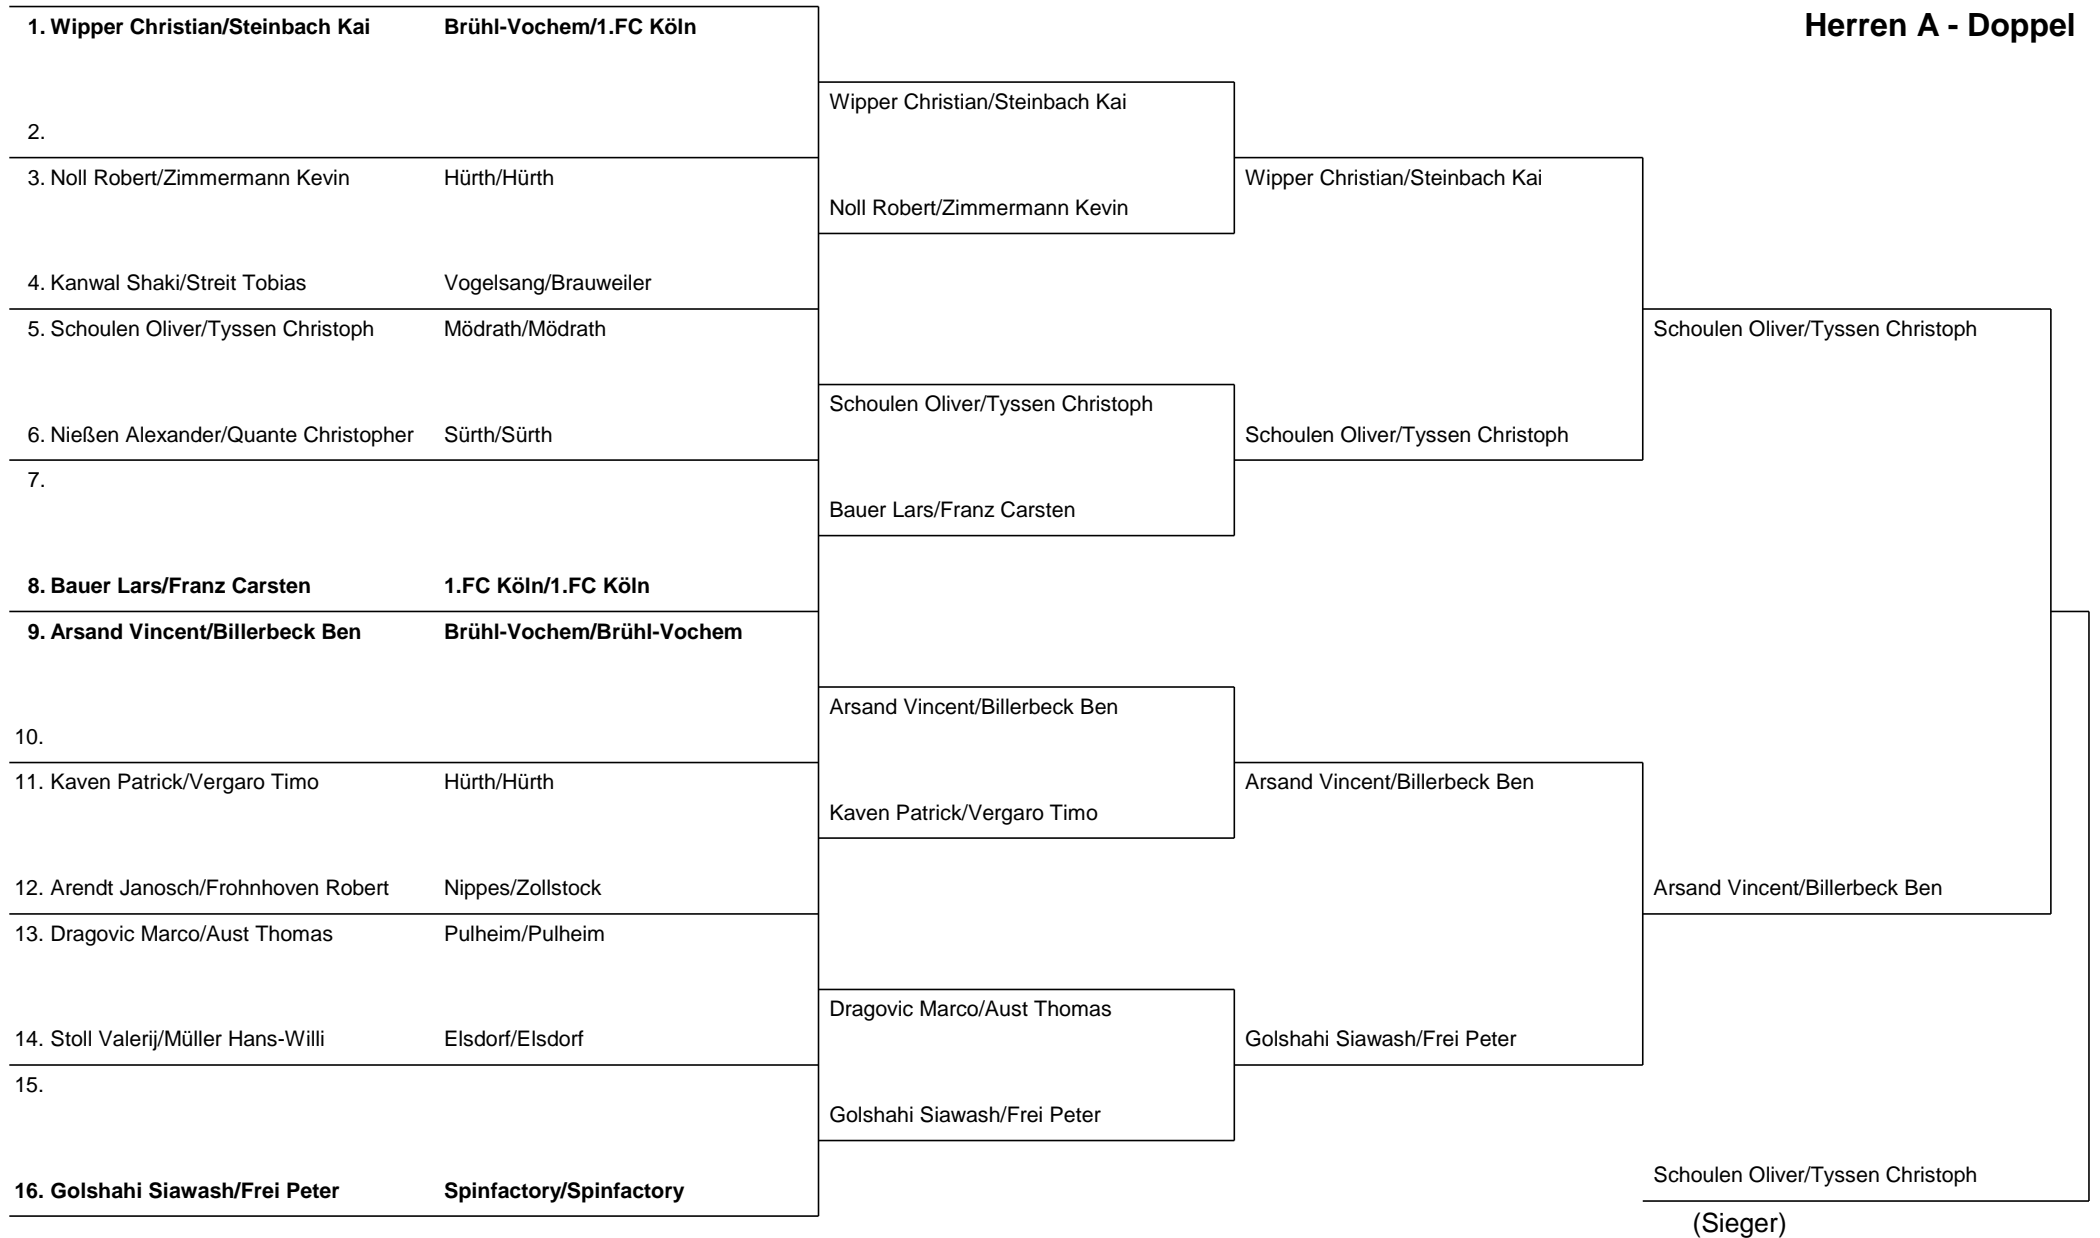 Herren A - Doppel
1. Wipper Christian/Steinbach Kai Brühl-Vochem/1.FC Köln
2.
3. Noll Robert/Zimmermann Kevin Hürth/Hürth
4. Kanwal Shaki/Streit Tobias Vogelsang/Brauweiler
5. Schoulen Oliver/Tyssen Christoph Mödrath/Mödrath
6. Nießen Alexander/Quante Christopher Sürth/Sürth
7.
8. Bauer Lars/Franz Carsten 1.FC Köln/1.FC Köln
9. Arsand Vincent/Billerbeck Ben Brühl-Vochem/Brühl-Vochem
10.
11. Kaven Patrick/Vergaro Timo Hürth/Hürth
12. Arendt Janosch/Frohnhoven Robert Nippes/Zollstock
13. Dragovic Marco/Aust Thomas Pulheim/Pulheim
14. Stoll Valerij/Müller Hans-Willi Elsdorf/Elsdorf
15.
16. Golshahi Siawash/Frei Peter Spinfactory/Spinfactory
Wipper Christian/Steinbach Kai
Noll Robert/Zimmermann Kevin
Schoulen Oliver/Tyssen Christoph
Bauer Lars/Franz Carsten
Arsand Vincent/Billerbeck Ben
Kaven Patrick/Vergaro Timo
Dragovic Marco/Aust Thomas
Golshahi Siawash/Frei Peter
Wipper Christian/Steinbach Kai
Schoulen Oliver/Tyssen Christoph
Arsand Vincent/Billerbeck Ben
Golshahi Siawash/Frei Peter
Schoulen Oliver/Tyssen Christoph
Arsand Vincent/Billerbeck Ben
Schoulen Oliver/Tyssen Christoph
(Sieger)